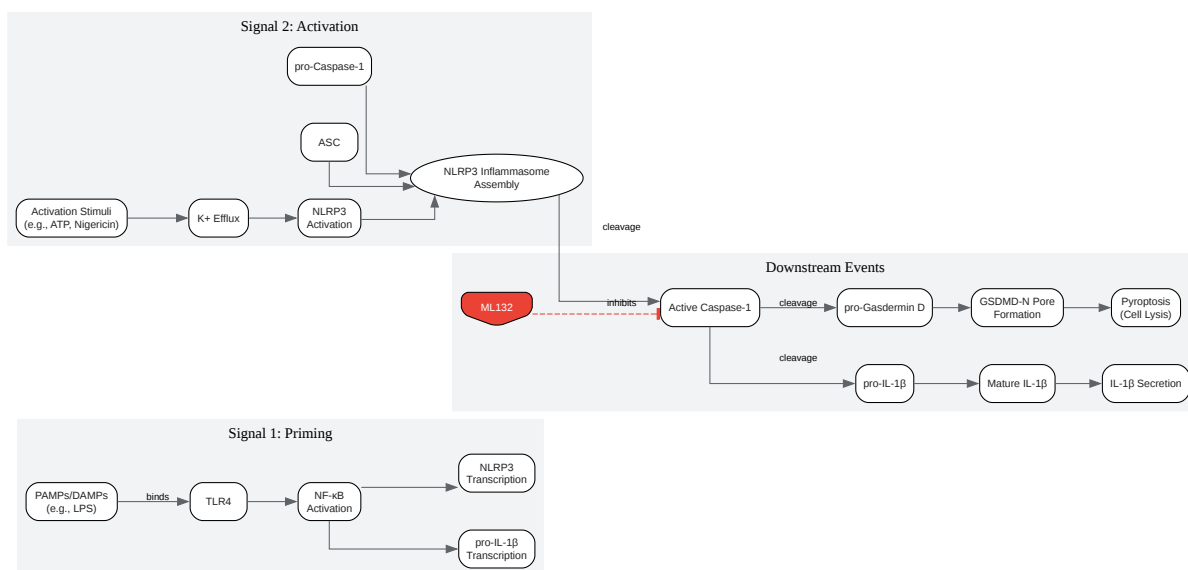 Signal 2: Activation
pro-Caspase-1
ASC
NLRP3 Inflammasome
Assembly
Activation Stimuli
(e.g., ATP, Nigericin)
K+ Efflux
NLRP3
Activation
cleavage
Downstream Events
ML132
inhibits
Active Caspase-1
cleavage
pro-Gasdermin D
GSDMD-N Pore
Formation
Pyroptosis
(Cell Lysis)
cleavage
pro-IL-1β
Mature IL-1β
IL-1β Secretion
Signal 1: Priming
PAMPs/DAMPs
(e.g., LPS)
binds
TLR4
NF-κB
Activation
NLRP3
Transcription
pro-IL-1β
Transcription